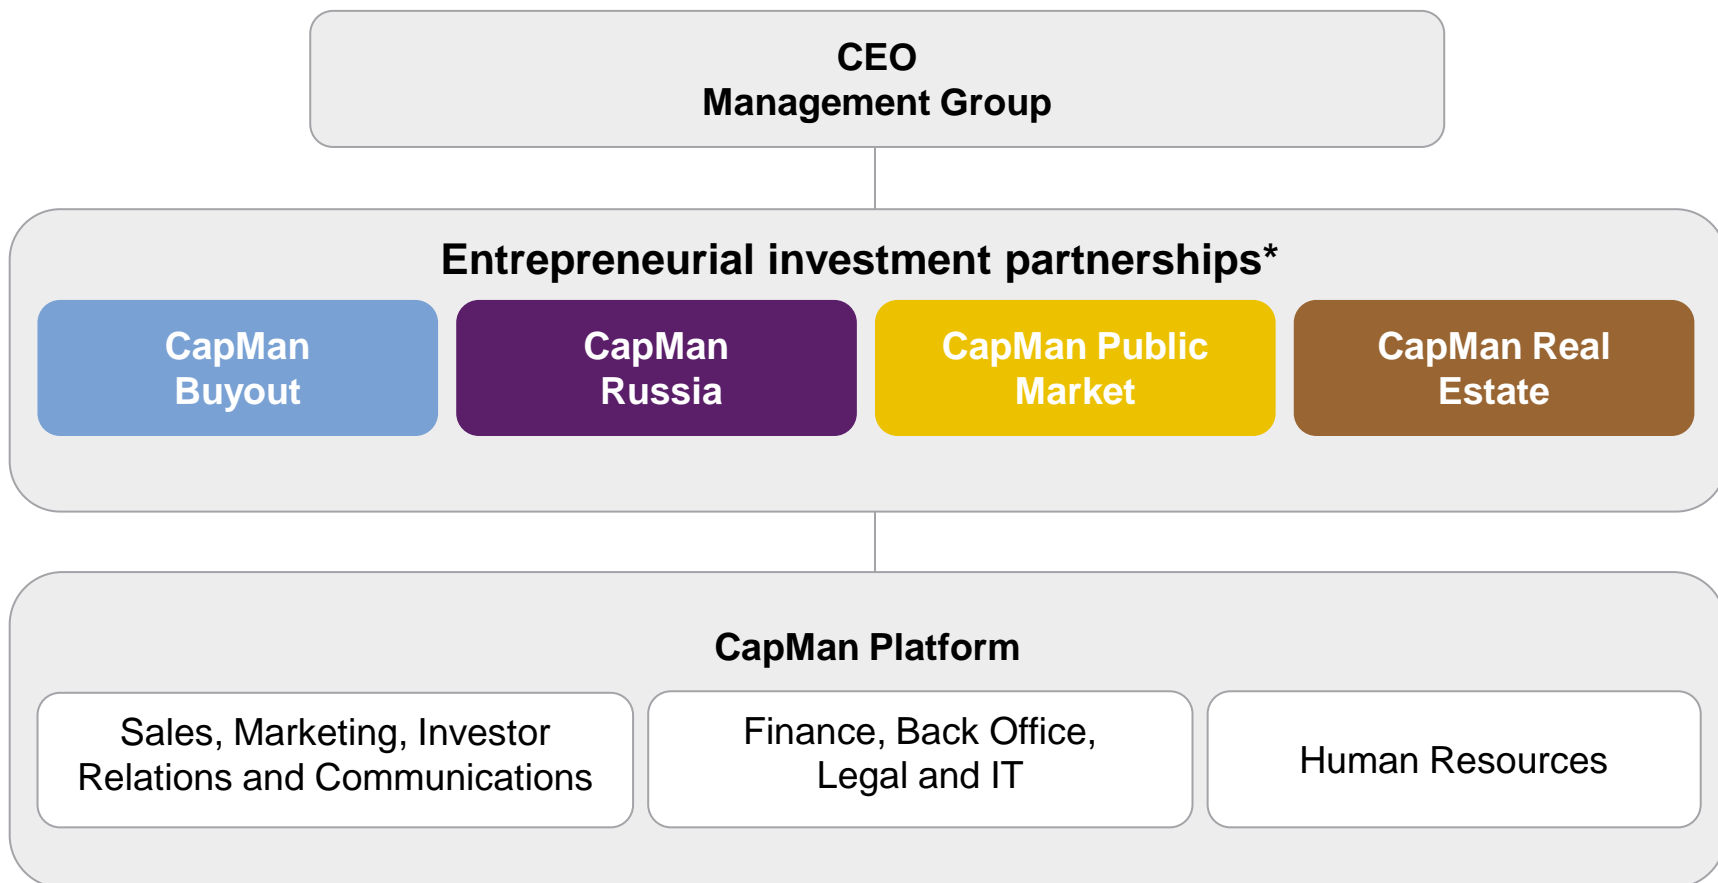 CEO
Management Group
Entrepreneurial investment partnerships*
CapMan
Buyout
CapMan
Russia
CapMan Public
Market
CapMan Real
Estate
CapMan Platform
Sales, Marketing, Investor
Relations and Communications
Finance, Back Office,
Legal and IT
Human Resources